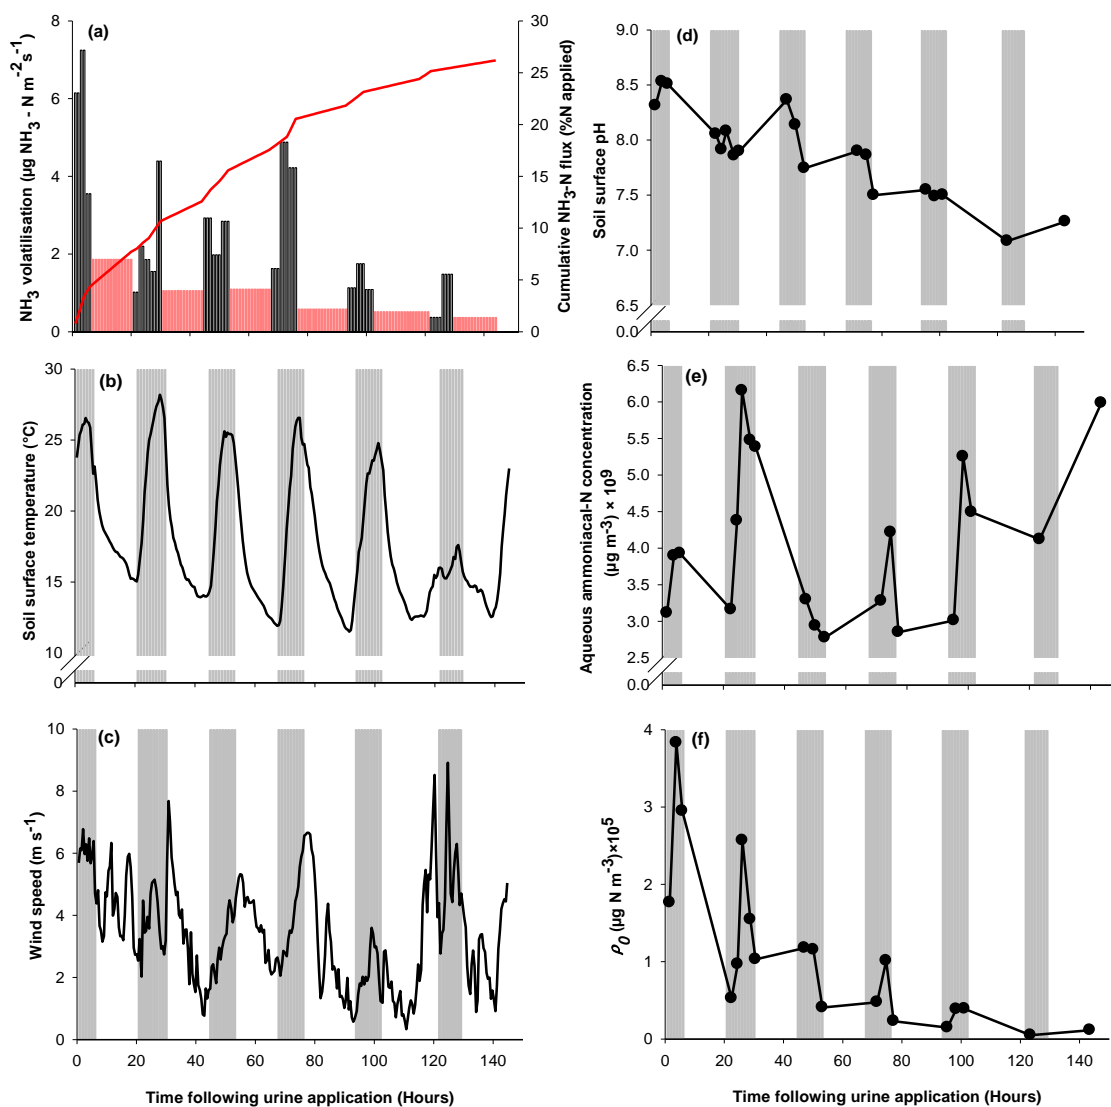 (a)
NH3 volatilisation (µg NH3 - N m-2s-1)
8
6
4
2
0
Cumulative NH3-N flux (%N applied)
30
25
20
15
10
5
0
(b)
Soil surface temperature (°C)
30
25
20
15
10
0
(c)
Wind speed (m s-1)
10
8
6
4
2
0
0 20 40 60 80 100 120 140
Time following urine application (Hours)
(d)
Soil surface pH
9.0
8.5
8.0
7.5
7.0
6.5
0.0
(e)
Aqueous ammoniacal-N concentration
(µg m-3) × 109
6.5
6.0
5.5
5.0
4.5
4.0
3.5
3.0
2.5
0.0
(f)
ρ0 (µg N m-3)×105
4
3
2
1
0
0 20 40 60 80 100 120 140
Time following urine application (Hours)